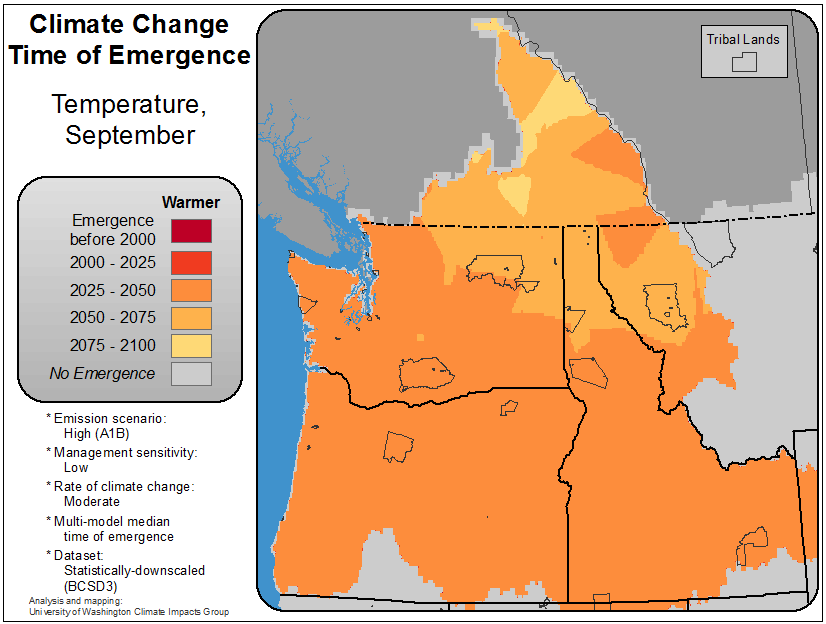 Climate Change
Time of Emergence
Temperature,
September
Warmer
Emergence
before 2000
2000 - 2025
2025 - 2050
2050 - 2075
2075 - 2100
No Emergence
* Emission scenario:
High (A1B)
* Management sensitivity:
Low
* Rate of climate change:
Moderate
* Multi-model median
time of emergence
* Dataset:
Statistically-downscaled
(BCSD3)
Analysis and mapping:
University of Washington Climate Impacts Group
Tribal Lands